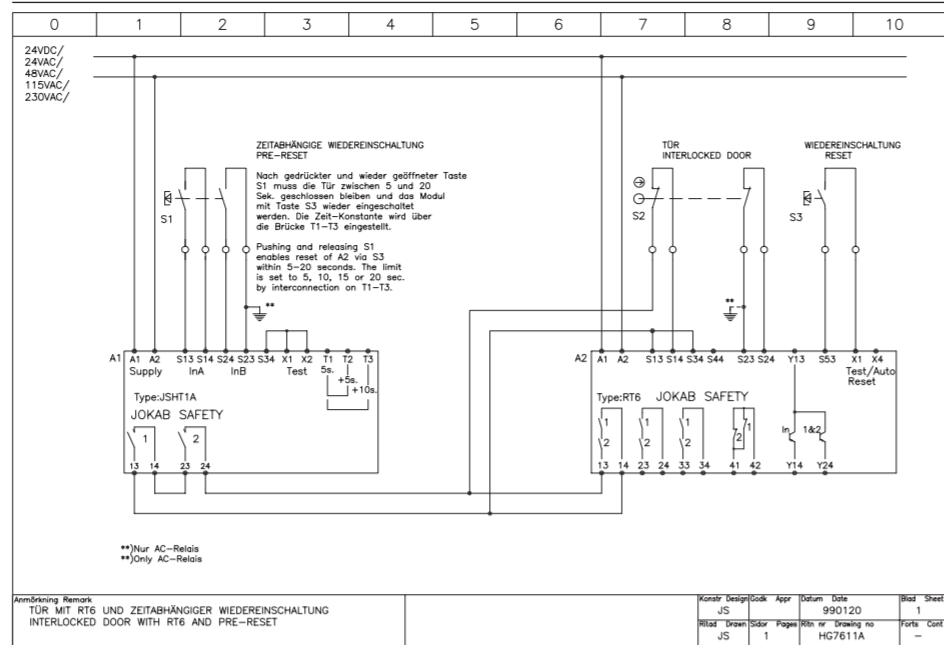 0 1 2 3 4 5 6 7 8 9 10
24VDC/
24VAC/
48VAC/
115VAC/
230VAC/
ZEITABHÄNGIGE WIEDEREINSCHALTUNG
PRE-RESET
Nach gedrückter und wieder geöffneter Taste
S1 muss die Tür zwischen 5 und 20
Sek. geschlossen bleiben und das Modul
mit Taste S3 wieder eingeschaltet
werden. Die Zeit-Konstante wird über
die Brücke T1-T3 eingestellt.
Pushing and releasing S1
enables reset of A2 via S3
within 5-20 seconds. The limit
is set to 5, 10, 15 or 20 sec.
by interconnection on T1-T3.
TÜR
INTERLOCKED DOOR
WIEDEREINSCHALTUNG
RESET
S1
S2
S3
**
**
A1
A1 A2 S13 S14 S24 S23 S34 X1 X2 T1 T2 T3
Supply InA InB Test 5s. +5s. +10s.
Type:JSHT1A
JOKAB SAFETY
1 2
13 14 23 24
A2
A1 A2 S13 S14 S34 S44 S23 S24 Y13 S53 X1 X4
Test/Auto
Reset
Type:RT6 JOKAB SAFETY
1 1 1 1 In 1&2
2 2 2 2
13 14 23 24 33 34 41 42 Y14 Y24
**)Nur AC-Relais
**)Only AC-Relais
Anmörkning Remark
TÜR MIT RT6 UND ZEITABHÄNGIGER WIEDEREINSCHALTUNG
INTERLOCKED DOOR WITH RT6 AND PRE-RESET
Konstr Design Godk Appr Datum Date Blad Sheet
JS 990120 1
Ritad Drawn Sidor Pages Ritn nr Drawing no Forts Cont
JS 1 HG7611A -